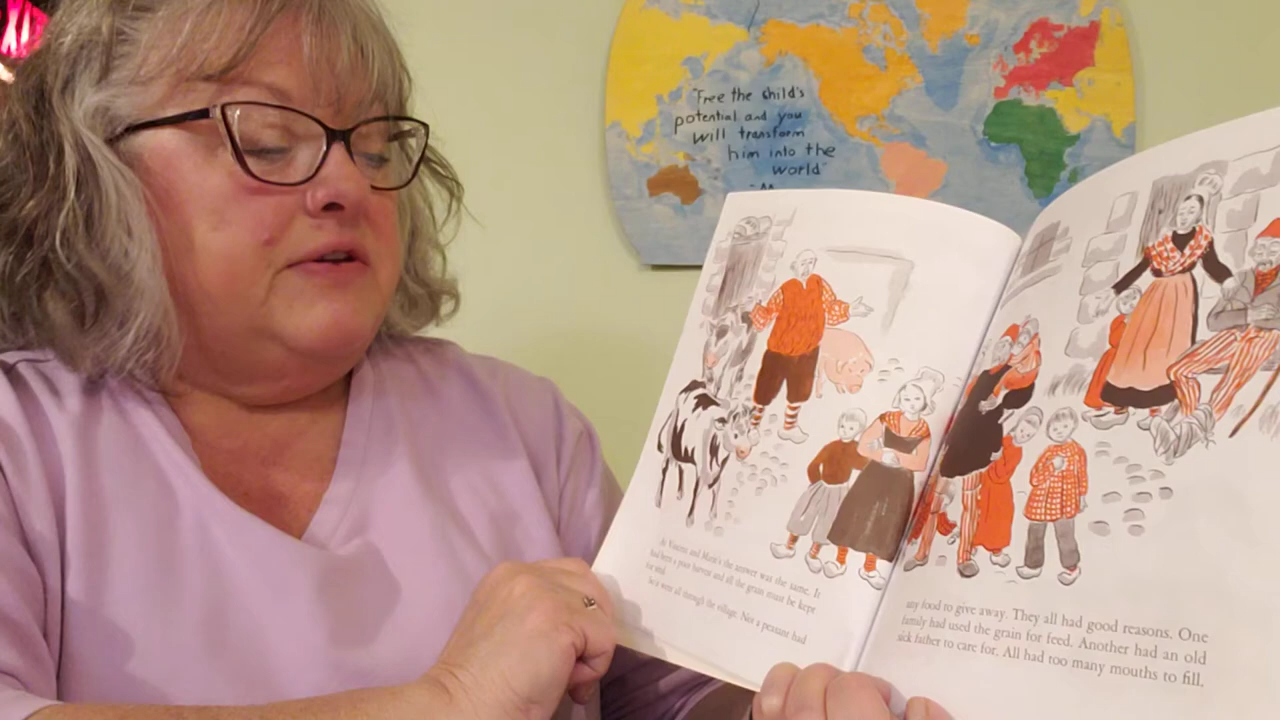 "Free the child's
potential and you
will transform
him into the
world"
At Vincent and Marie's the answer was the same. It
had been a poor harvest and all the grain must be kept
for seed.
So it went all through the village. Not a peasant had
any food to give away. They all had good reasons. One
family had used the grain for feed. Another had an old
sick father to care for. All had too many mouths to fill.